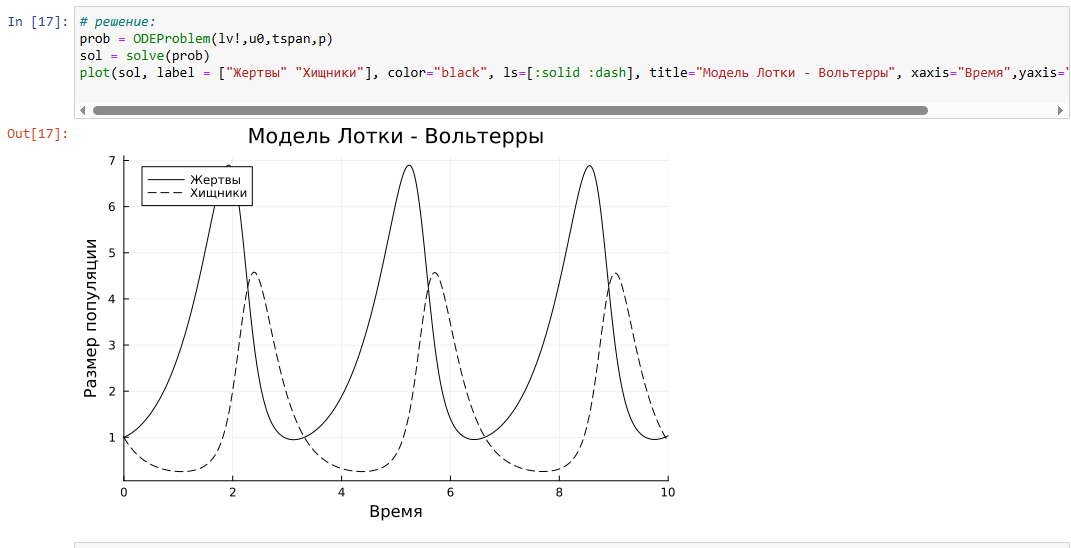 In [17]:
# решение:
prob = ODEProblem(lv!,u0,tspan,p)
sol = solve(prob)
plot(sol, label = ["Жертвы" "Хищники"], color="black", ls=[:solid :dash], title="Модель Лотки - Вольтерры", xaxis="Время",yaxis="
Out[17]:
Модель Лотки - Вольтерры
Жертвы
Хищники
7
6
5
4
3
2
1
Размер популяции
0 2 4 6 8 10
Время